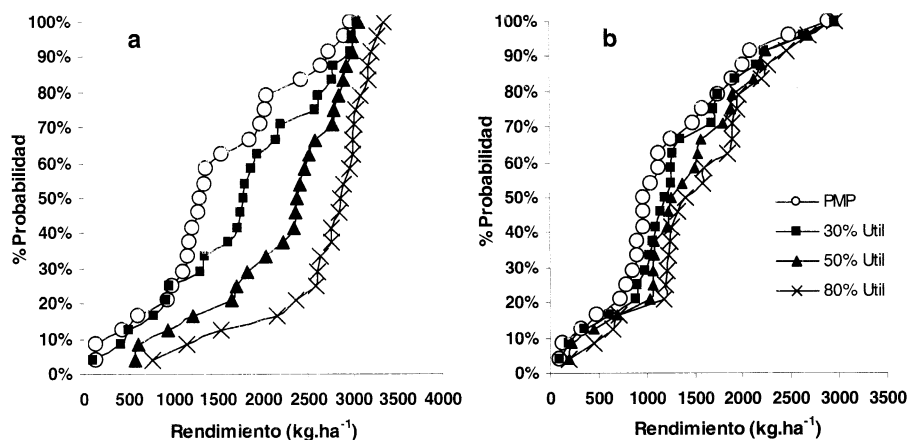 a
b
% Probabilidad
100%
90%
80%
70%
60%
50%
40%
30%
20%
10%
0%
0 500 1000 1500 2000 2500 3000 3500 4000
Rendimiento (kg.ha-1)
% Probabilidad
100%
90%
80%
70%
60%
50%
40%
30%
20%
10%
0%
0 500 1000 1500 2000 2500 3000 3500
Rendimiento (kg.ha-1)
PMP
30% Util
50% Util
80% Util